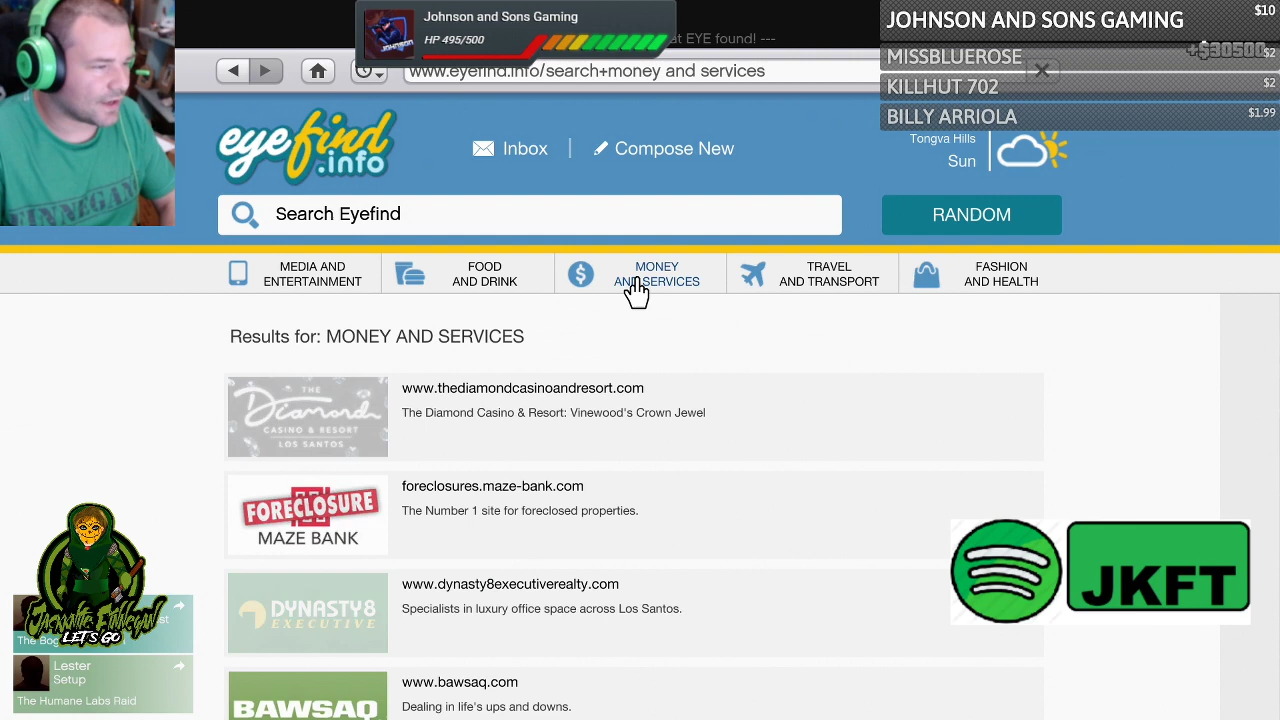 Johnson and Sons Gaming
HP 495/500
at EYE found! ---
JOHNSON AND SONS GAMING $10
MISSBLUEROSE $2
+$30500
KILLHUT 702 $2
BILLY ARRIOLA $1.99
www.eyefind.info/search+money and services
eyefind.info
Inbox
Compose New
Tongva Hills
Sun
Search Eyefind
RANDOM
MEDIA AND
ENTERTAINMENT
FOOD
AND DRINK
MONEY
AND SERVICES
TRAVEL
AND TRANSPORT
FASHION
AND HEALTH
FINNEGAN
Results for: MONEY AND SERVICES
THE
Diamond
CASINO & RESORT
LOS SANTOS
www.thediamondcasinoandresort.com
The Diamond Casino & Resort: Vinewood's Crown Jewel
FORECLOSURE
MAZE BANK
foreclosures.maze-bank.com
The Number 1 site for foreclosed properties.
DYNASTY8
EXECUTIVE
www.dynasty8executiverealty.com
Specialists in luxury office space across Los Santos.
BAWSAQ
www.bawsaq.com
Dealing in life's ups and downs.
LET'S GO
The Bog
Lester
Setup
The Humane Labs Raid
JKFT